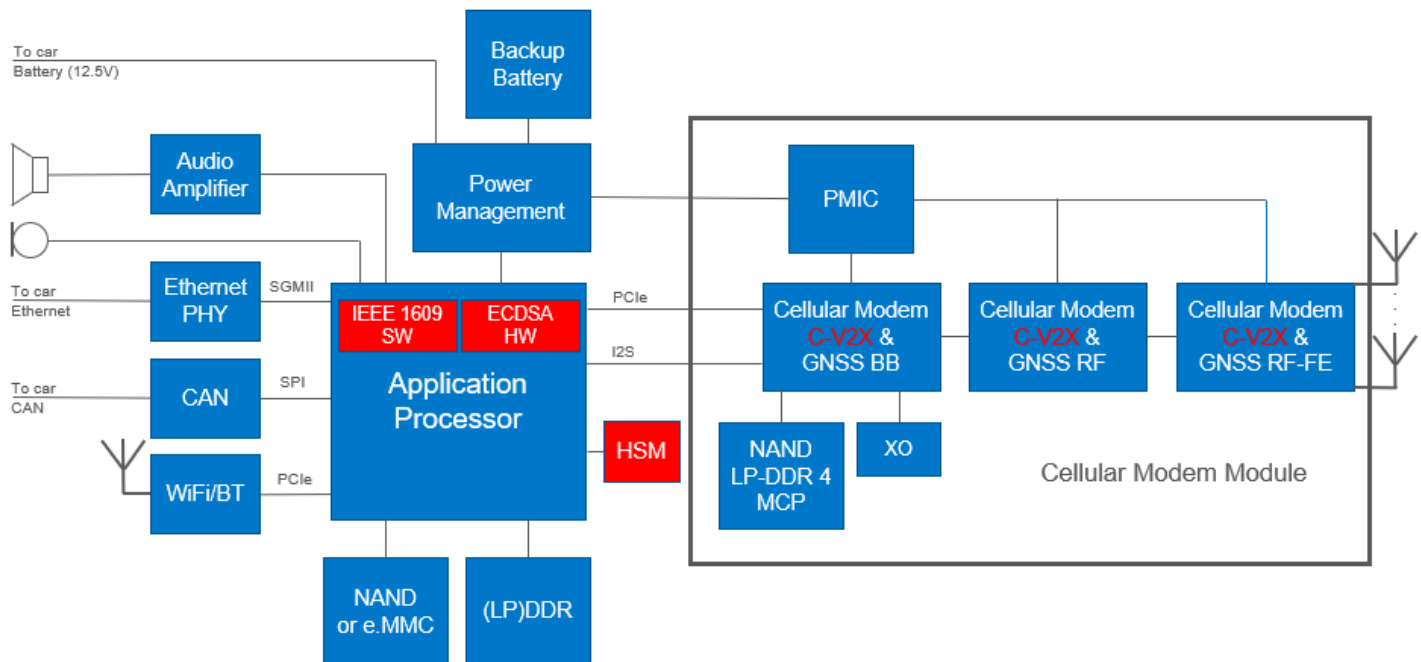 To car
Battery (12.5V)
Backup
Battery
Audio
Amplifier
Power
Management
PMIC
To car
Ethernet
Ethernet
PHY
SGMII
IEEE 1609
SW
ECDSA
HW
Application
Processor
PCIe
I2S
Cellular Modem
C-V2X &
GNSS BB
Cellular Modem
C-V2X &
GNSS RF
Cellular Modem
C-V2X &
GNSS RF-FE
To car
CAN
CAN
SPI
HSM
NAND
LP-DDR 4
MCP
XO
Cellular Modem Module
WiFi/BT
PCIe
NAND
or e.MMC
(LP)DDR